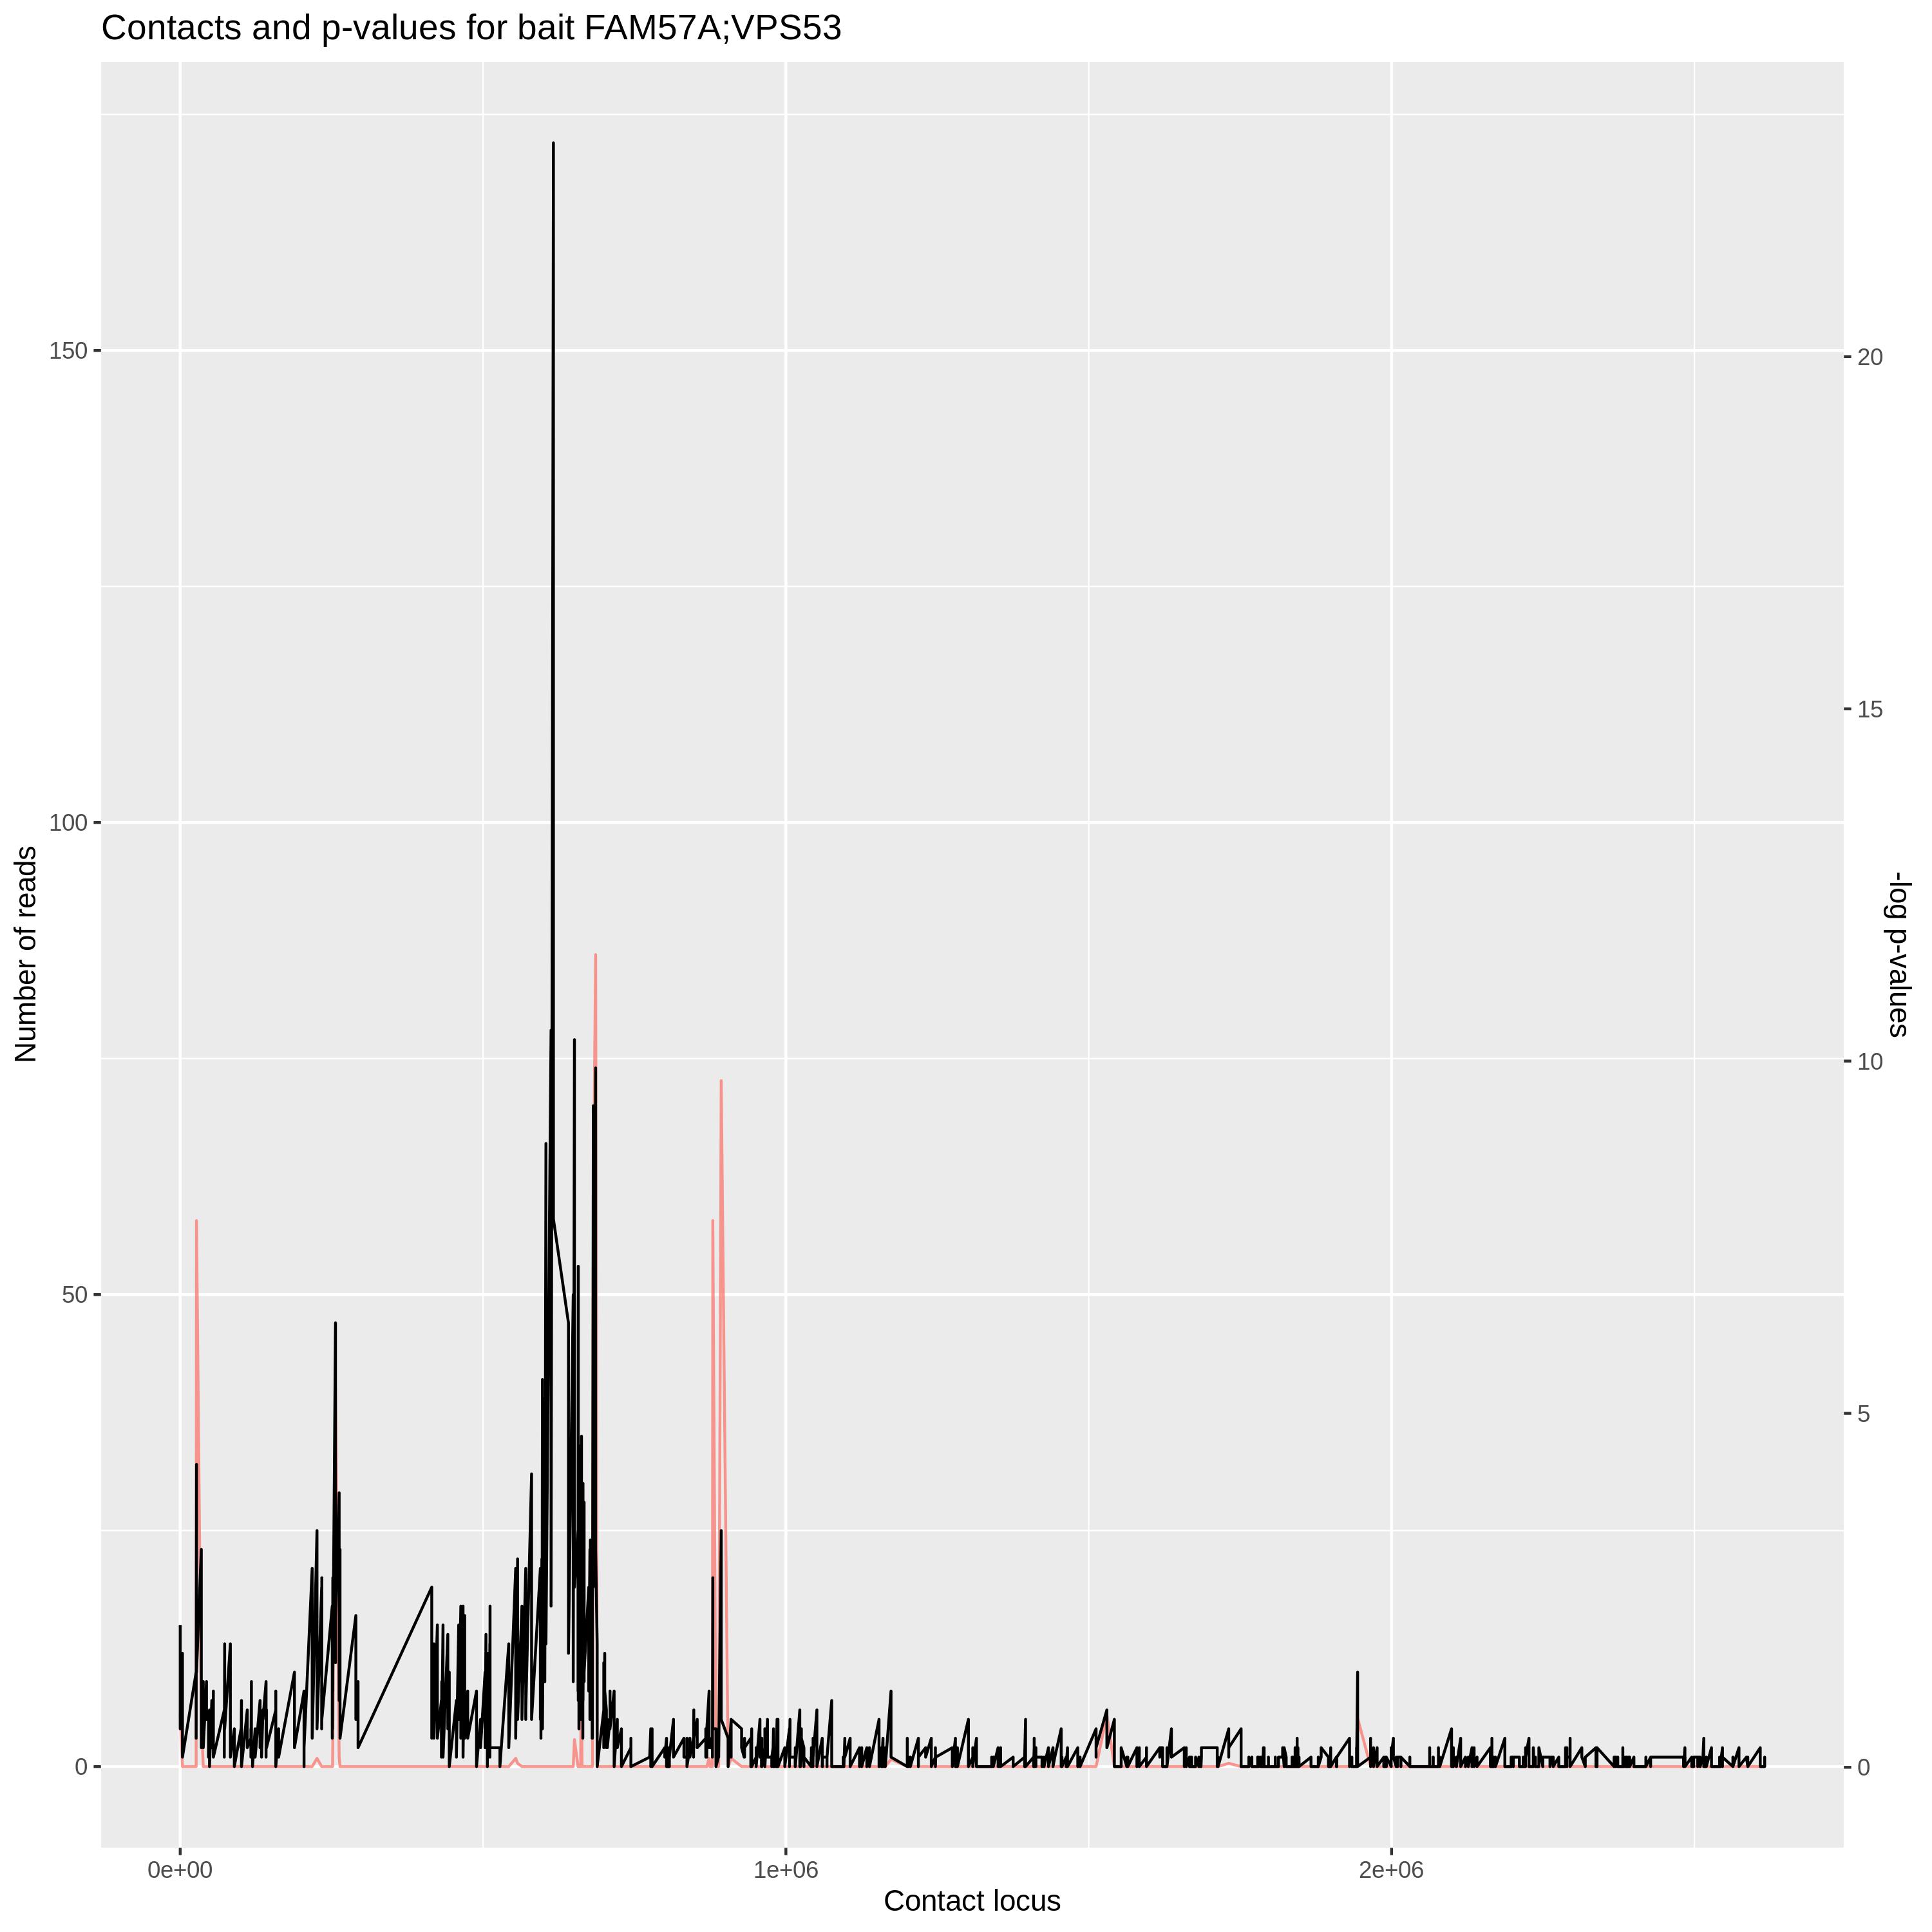 Contacts and p-values for bait FAM57A;VPS53
150
100
50
0
Number of reads
20
15
10
5
0
-log p-values
0e+00
1e+06
2e+06
Contact locus